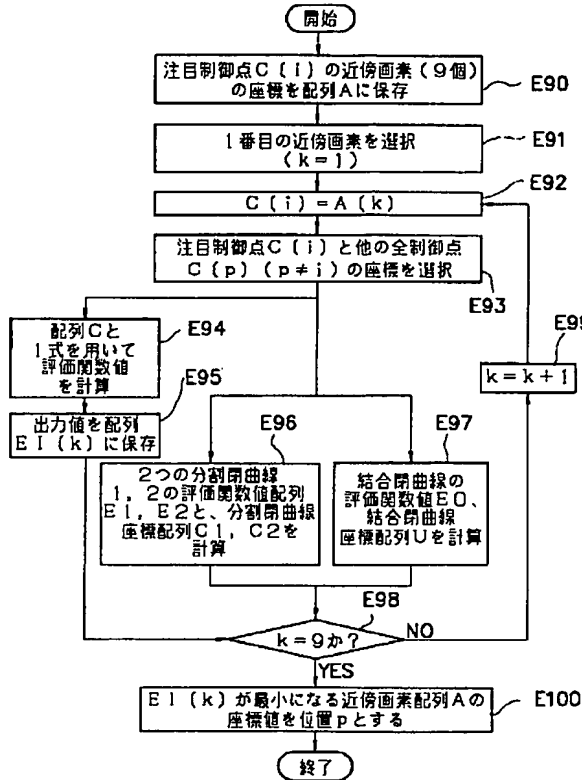 開始
注目制御点C(i)の近傍画素(9個)
の座標を配列Aに保存
E90
1番目の近傍画素を選択
(k=1)
E91
C(i)=A(k)
E92
注目制御点C(i)と他の全制御点
C(p)(p≠i)の座標を選択
E93
配列Cと
1式を用いて
評価関数値
を計算
E94
出力値を配列
EI(k)に保存
E95
2つの分割閉曲線
1,2の評価関数値配列
E1,E2と、分割閉曲線
座標配列C1,C2を
計算
E96
結合閉曲線の
評価関数値E0、
結合閉曲線
座標配列Uを計算
E97
k=k+1
k=9か?
E98
NO
YES
EI(k)が最小になる近傍画素配列Aの
座標値を位置pとする
E100
終了